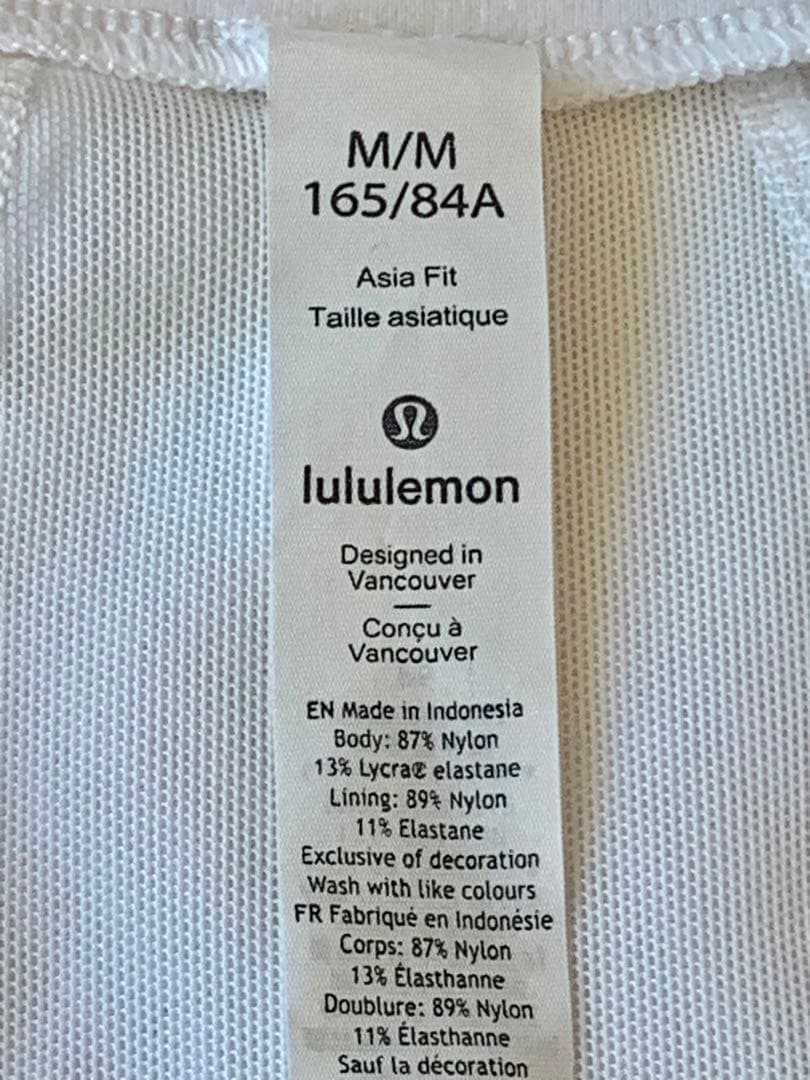 M/M
165/84A
Asia Fit
Taille asiatique
lululemon
Designed in
Vancouver
Conçu à
Vancouver
EN Made in Indonesia
Body: 87% Nylon
13% Lycra® elastane
Lining: 89% Nylon
11% Elastane
Exclusive of decoration
Wash with like colours
FR Fabriqué en Indonésie
Corps: 87% Nylon
13% Élasthanne
Doublure: 89% Nylon
11% Élasthanne
Sauf la décoration